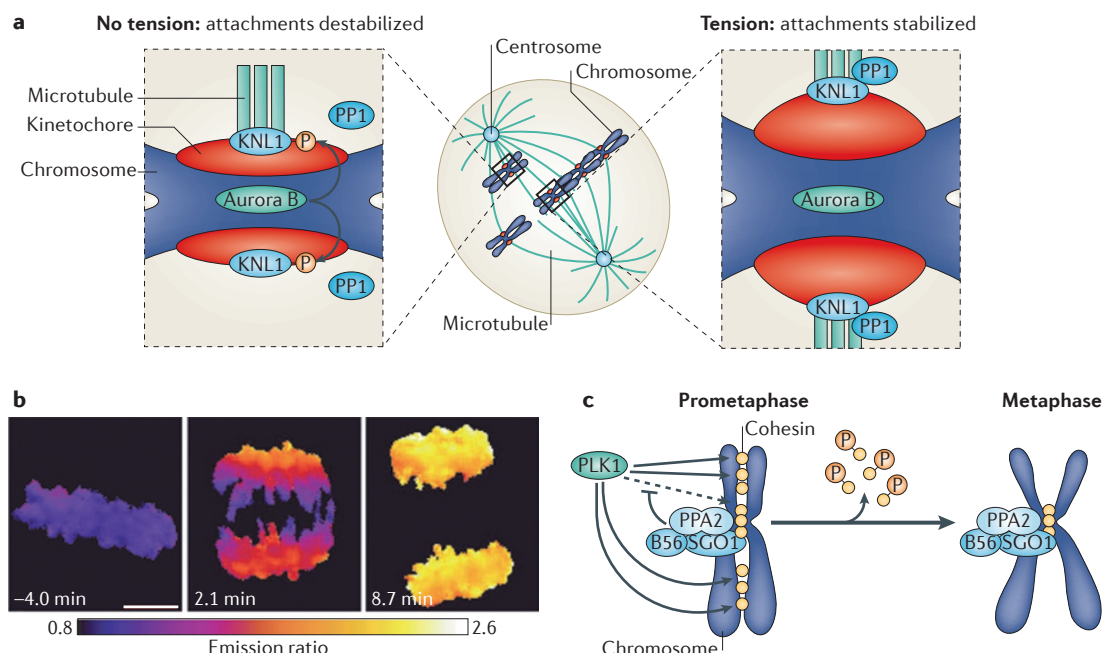 a
No tension: attachments destabilized
Tension: attachments stabilized
Centrosome
Chromosome
Microtubule
Kinetochore
Chromosome
KNL1
P
PP1
Aurora B
KNL1
P
PP1
Microtubule
PP1
KNL1
Aurora B
KNL1
PP1
b
–4.0 min
2.1 min
8.7 min
0.8
2.6
Emission ratio
c
Prometaphase
Metaphase
Cohesin
PLK1
P
P
P
P
PPA2
B56
SGO1
PPA2
B56
SGO1
Chromosome